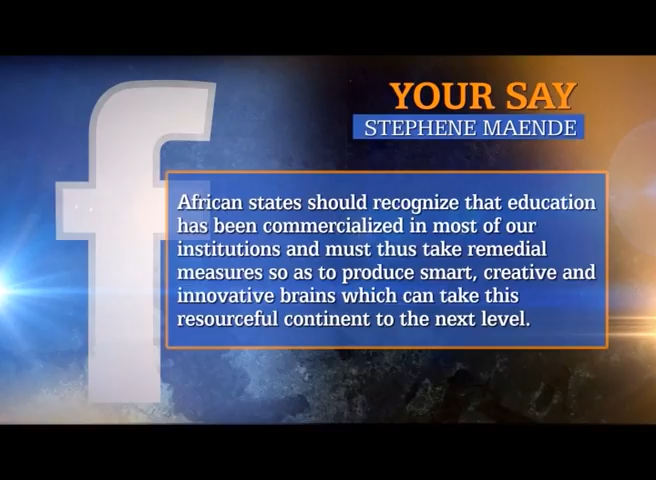 YOUR SAY
STEPHENE MAENDE
African states should recognize that education
has been commercialized in most of our
institutions and must thus take remedial
measures so as to produce smart, creative and
innovative brains which can take this
resourceful continent to the next level.